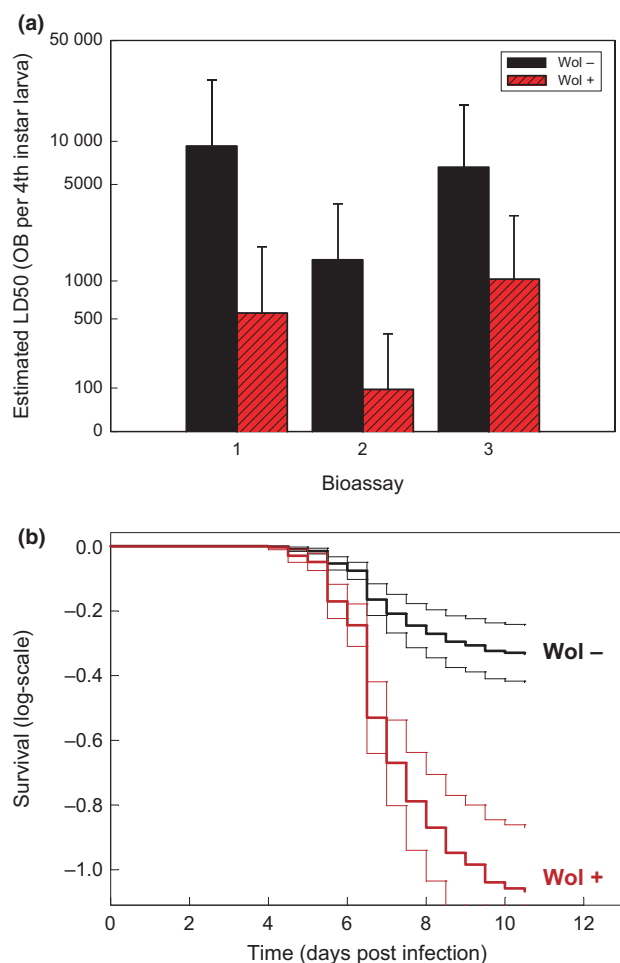 (a)
50 000
10 000
5000
1000
500
100
0
Estimated LD50 (OB per 4th instar larva)
Wol –
Wol +
1 2 3
Bioassay
(b)
0.0
–0.2
–0.4
–0.6
–0.8
–1.0
Survival (log-scale)
Wol –
Wol +
0 2 4 6 8 10 12
Time (days post infection)